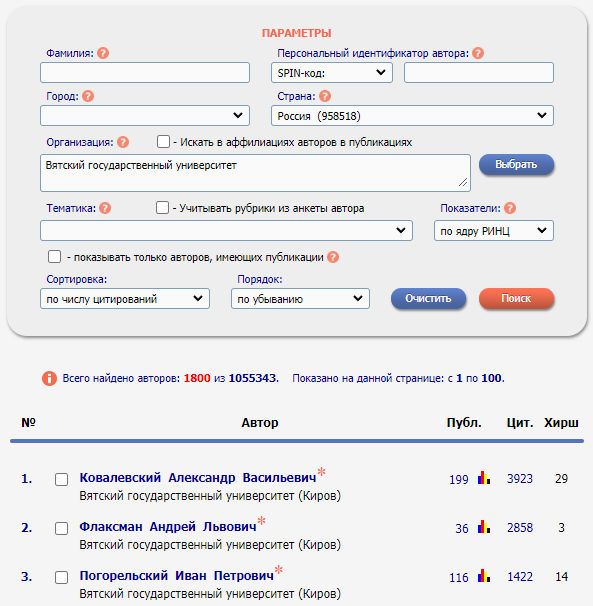 ПАРАМЕТРЫ
Фамилия: ? Персональный идентификатор автора: ?
SPIN-код:
Город: ? Страна: ?
Россия (958518)
Организация: ? - Искать в аффилиациях авторов в публикациях
Вятский государственный университет Выбрать
Тематика: ? - Учитывать рубрики из анкеты автора Показатели: ?
по ядру РИНЦ
- показывать только авторов, имеющих публикации ?
Сортировка: Порядок:
по числу цитирований по убыванию Очистить Поиск
i Всего найдено авторов: 1800 из 1055343. Показано на данной странице: с 1 по 100.
№ Автор Публ. Цит. Хирш
1. Ковалевский Александр Васильевич* 199 3923 29
Вятский государственный университет (Киров)
2. Флаксман Андрей Львович* 36 2858 3
Вятский государственный университет (Киров)
3. Погорельский Иван Петрович* 116 1422 14
Вятский государственный университет (Киров)